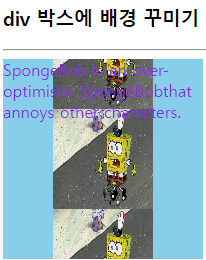 div 박스에 배경 꾸미기
SpongeBob is an over-
optimistic SpongeBobthat
annoys other characters.